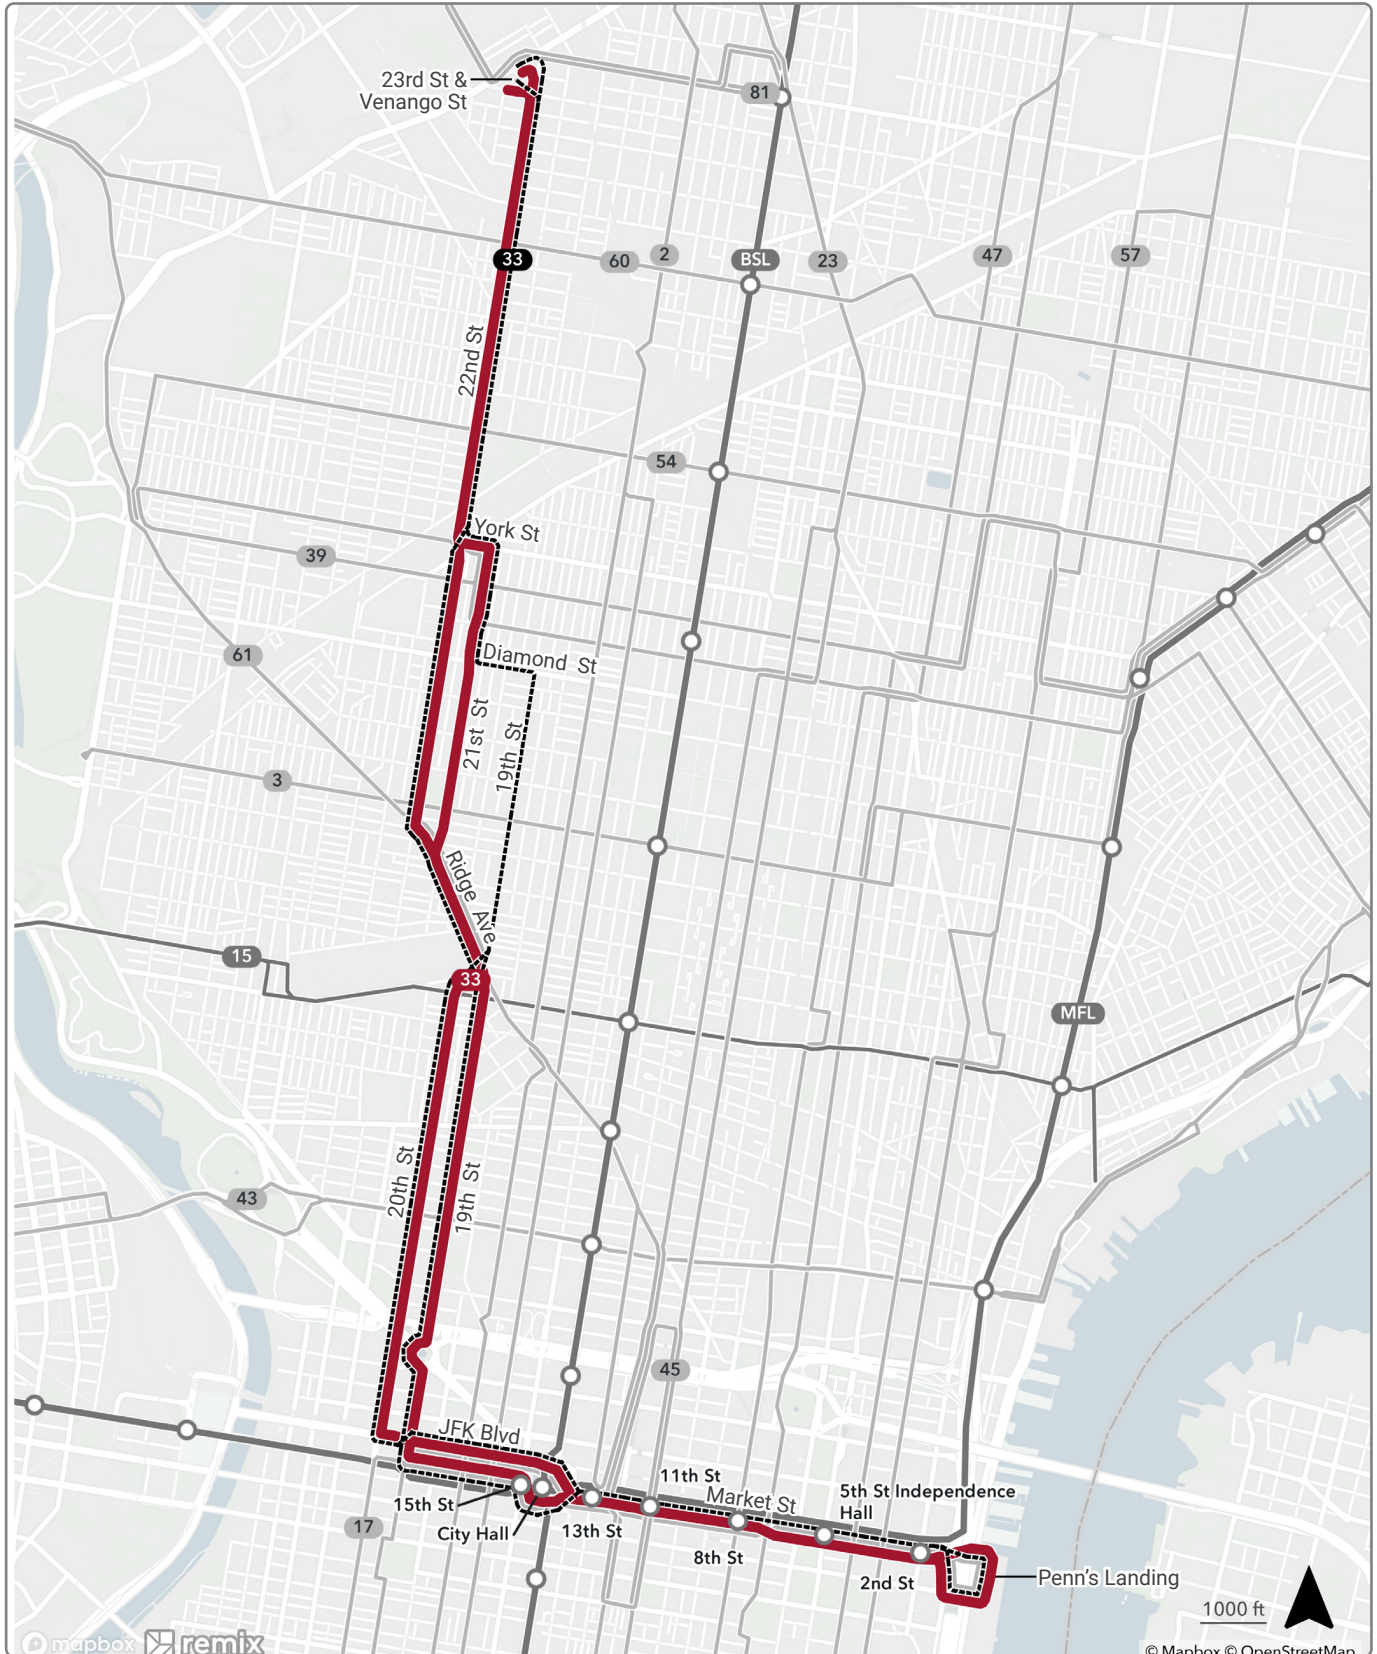 23rd St &
Venango St
81
33
60
2
BSL
23
47
57
22nd St
54
York St
39
61
Diamond St
21st St
19th St
3
Ridge Ave
15
33
MFL
20th St
19th St
43
45
JFK Blvd
11th St
Market St
5th St Independence
Hall
15th St
City Hall
13th St
17
8th St
2nd St
Penn's Landing
1000 ft
mapbox
remix
© Mapbox © OpenStreetMap